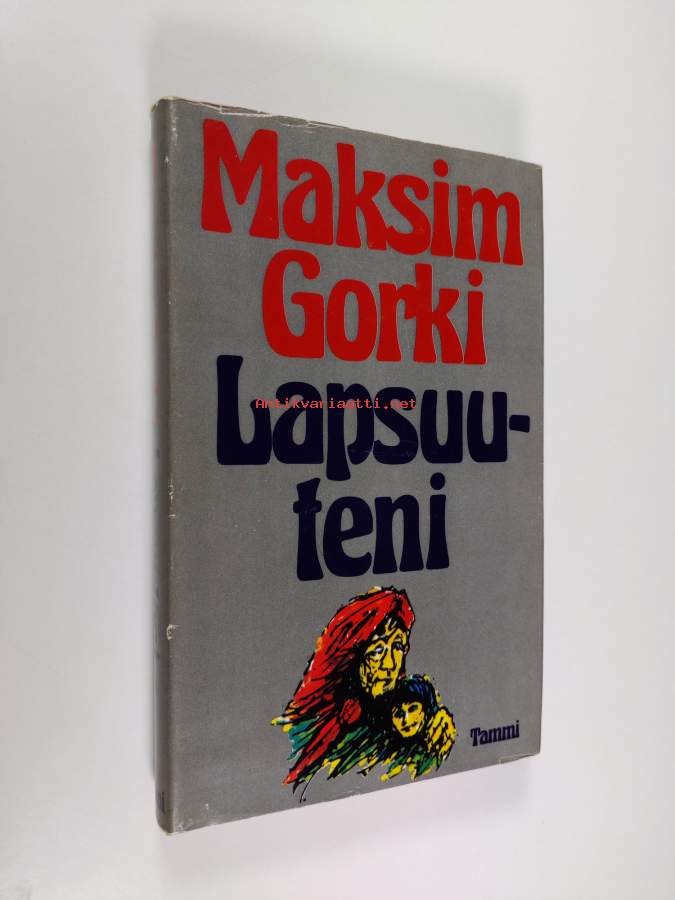 Maksim
Gorki
Lapsuu-
teni
Antikvariaatti.net
Tammi